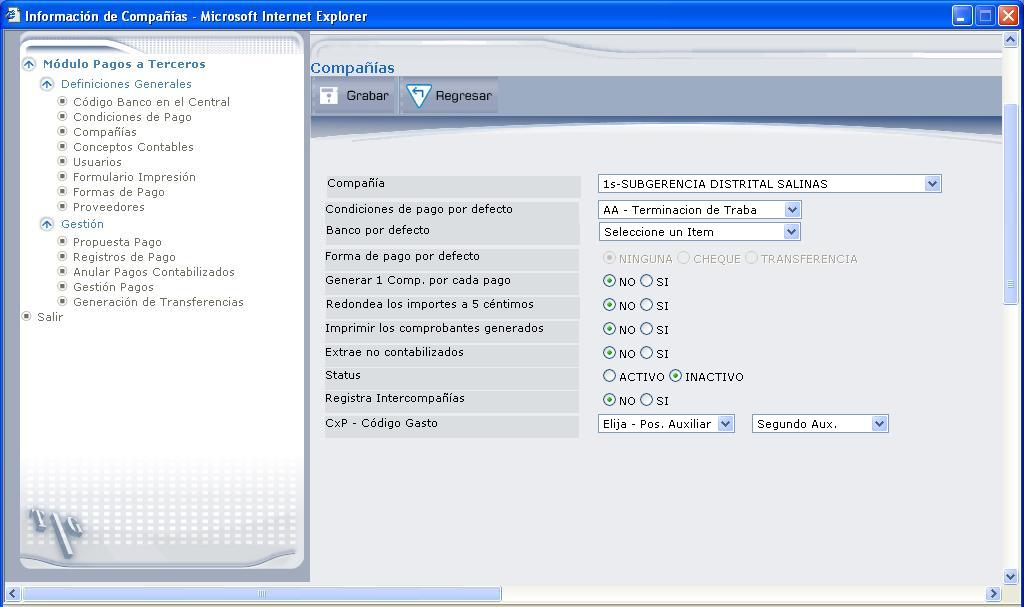 Información de Compañías - Microsoft Internet Explorer
Módulo Pagos a Terceros
Definiciones Generales
Código Banco en el Central
Condiciones de Pago
Compañías
Conceptos Contables
Usuarios
Formulario Impresión
Formas de Pago
Proveedores
Gestión
Propuesta Pago
Registros de Pago
Anular Pagos Contabilizados
Gestión Pagos
Generación de Transferencias
Salir
TG
Compañías
Grabar Regresar
Compañía 1s-SUBGERENCIA DISTRITAL SALINAS
Condiciones de pago por defecto AA - Terminacion de Traba
Banco por defecto Seleccione un Item
Forma de pago por defecto NINGUNA CHEQUE TRANSFERENCIA
Generar 1 Comp. por cada pago NO SI
Redondea los importes a 5 céntimos NO SI
Imprimir los comprobantes generados NO SI
Extrae no contabilizados NO SI
Status ACTIVO INACTIVO
Registra Intercompañías NO SI
CxP - Código Gasto Elija - Pos. Auxiliar Segundo Aux.